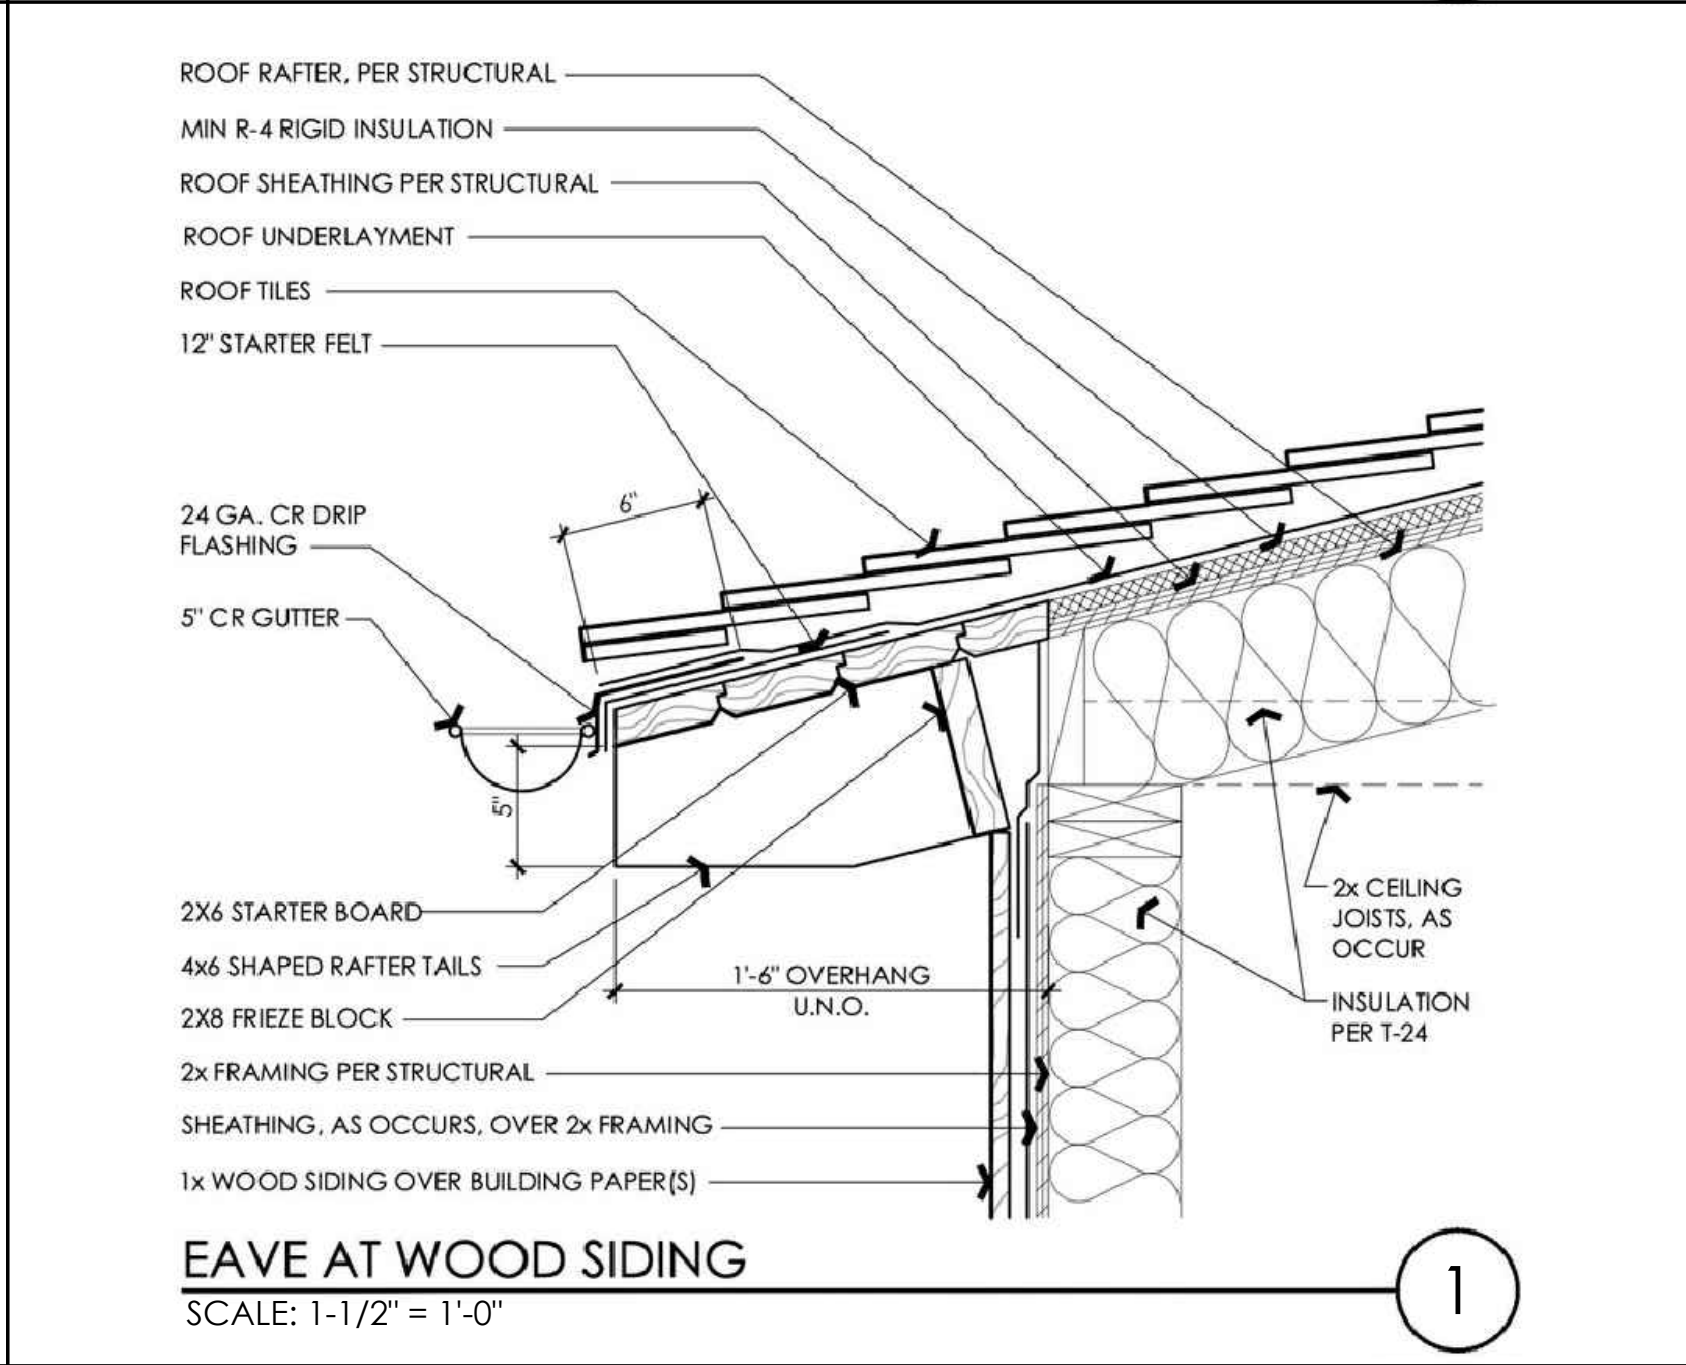 ROOF RAFTER, PER STRUCTURAL
MIN R-4 RIGID INSULATION
ROOF SHEATHING PER STRUCTURAL
ROOF UNDERLAYMENT
ROOF TILES
12" STARTER FELT
6"
24 GA. CR DRIP
FLASHING
5" CR GUTTER
5"
2X6 STARTER BOARD
4x6 SHAPED RAFTER TAILS
2X8 FRIEZE BLOCK
1'-6" OVERHANG
U.N.O.
2x CEILING
JOISTS, AS
OCCUR
INSULATION
PER T-24
2x FRAMING PER STRUCTURAL
SHEATHING, AS OCCURS, OVER 2x FRAMING
1x WOOD SIDING OVER BUILDING PAPER(S)
EAVE AT WOOD SIDING
SCALE: 1-1/2" = 1'-0"
1